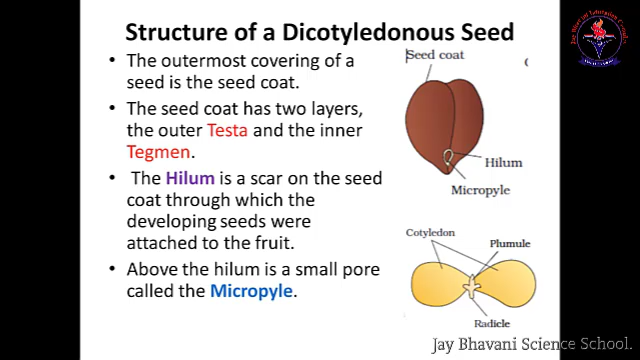 Structure of a Dicotyledonous Seed
• The outermost covering of a
seed is the seed coat.
• The seed coat has two layers,
the outer Testa and the inner
Tegmen.
• The Hilum is a scar on the seed
coat through which the
developing seeds were
attached to the fruit.
• Above the hilum is a small pore
called the Micropyle.
Seed coat
Hilum
Micropyle
Cotyledon
Plumule
Radicle
Jay Bhavani Science School.